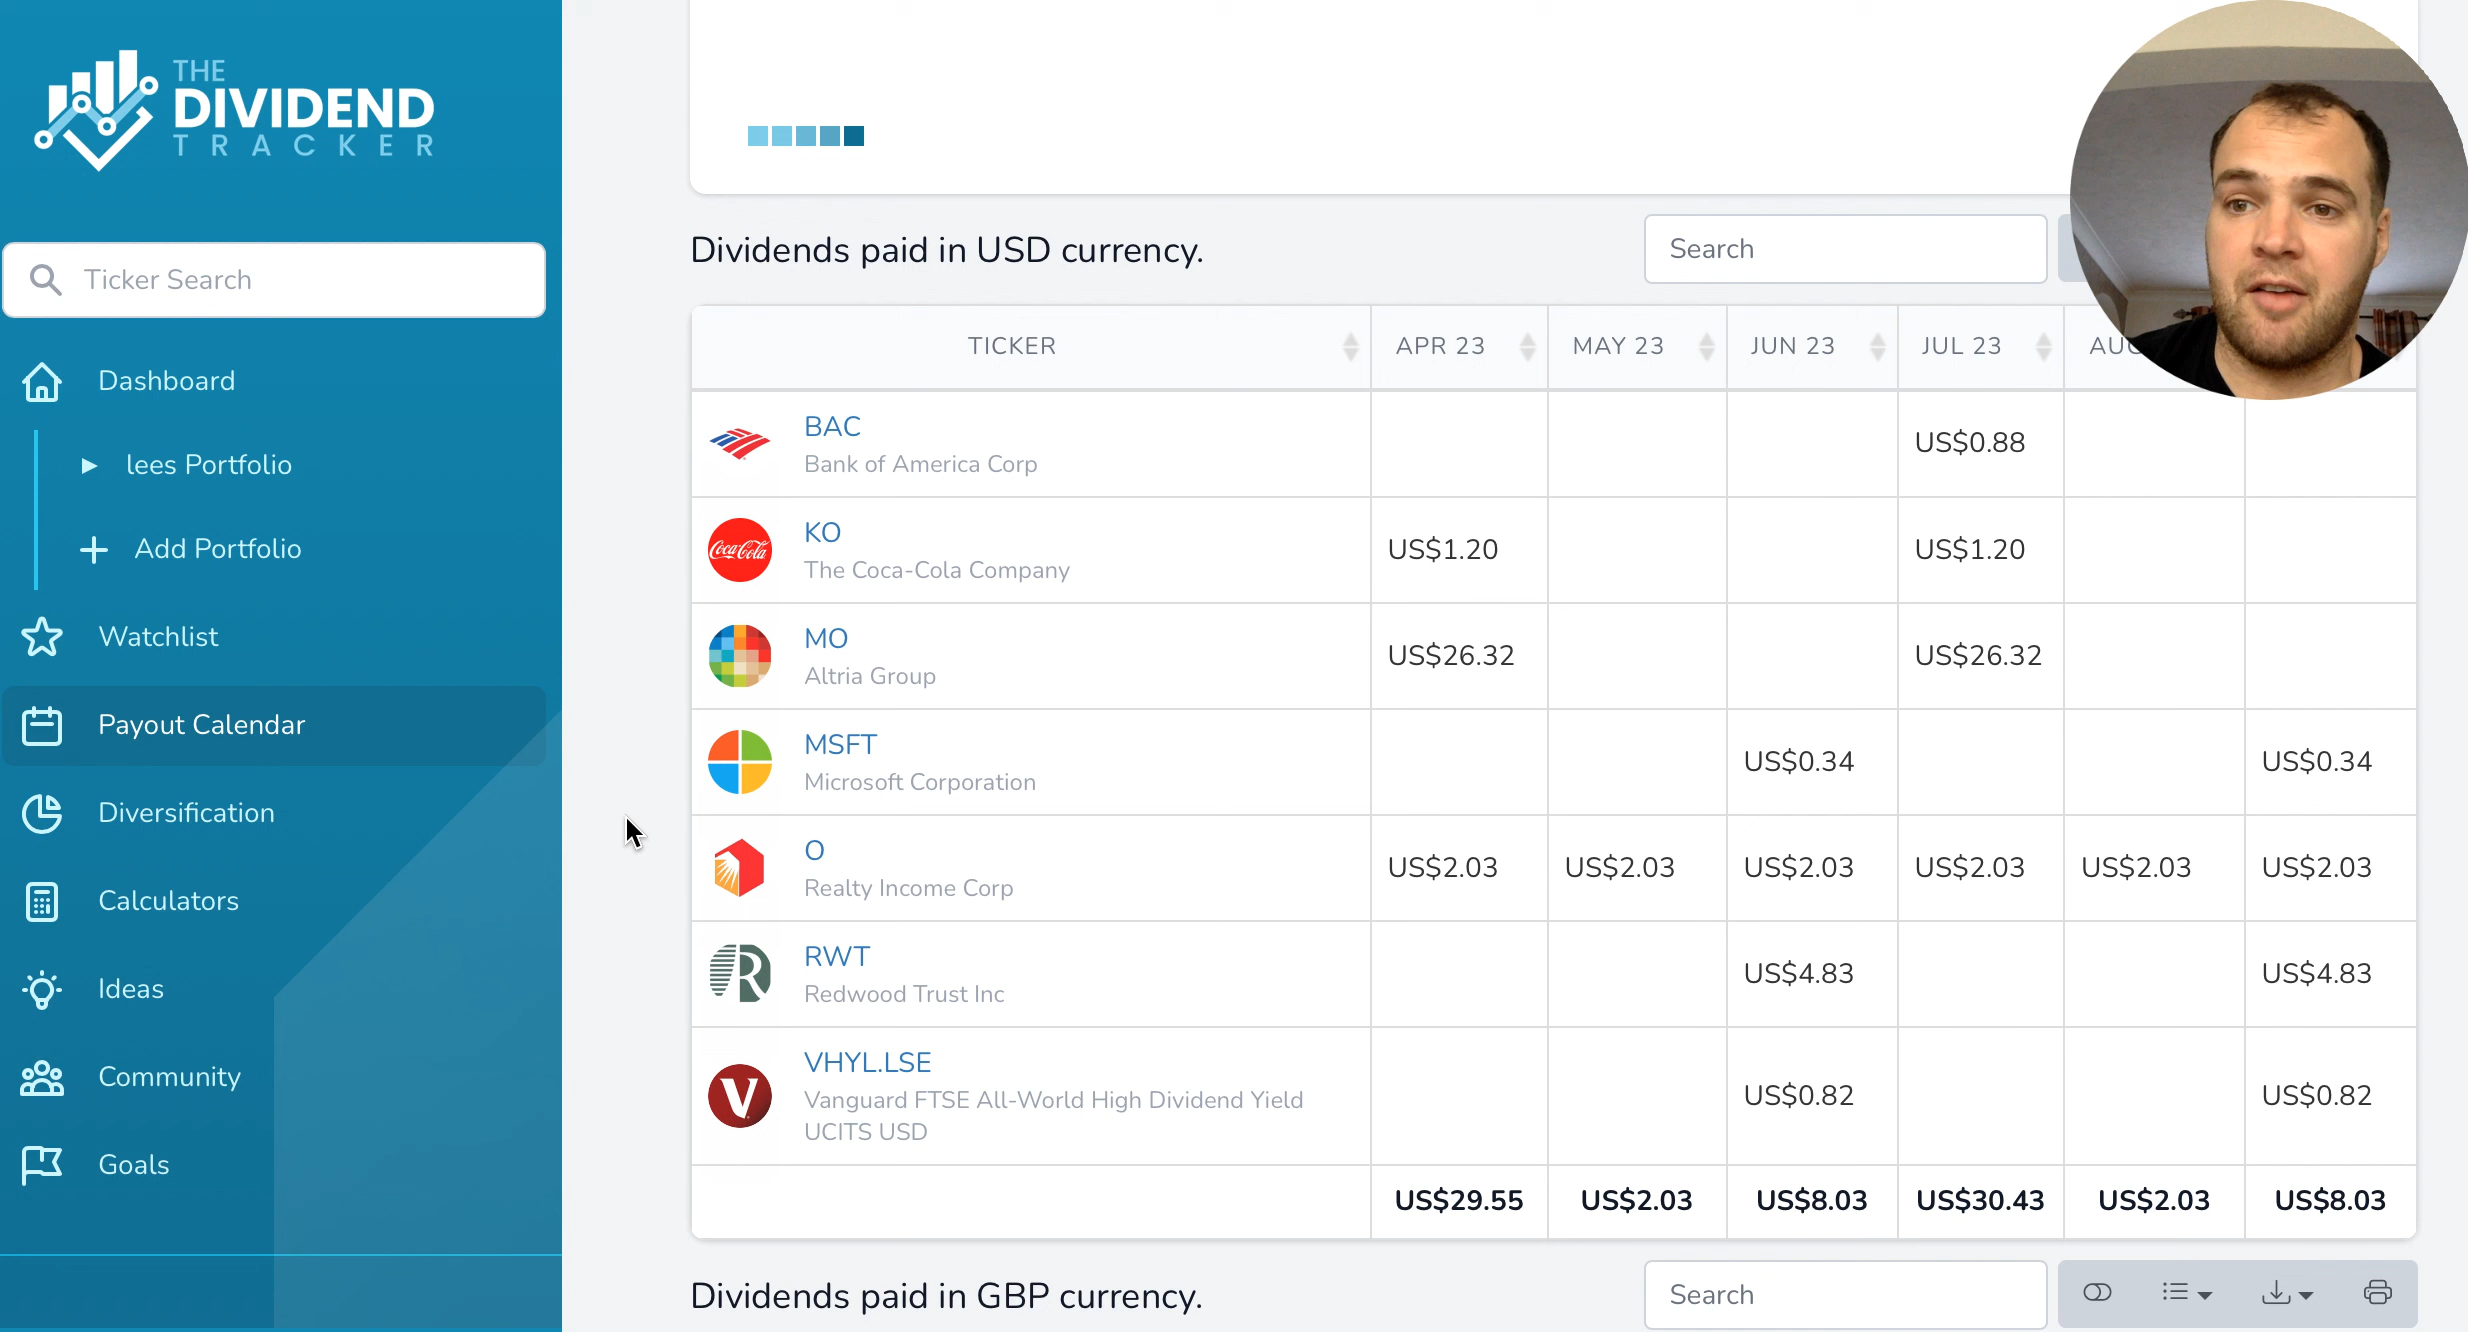 THE
DIVIDEND
TRACKER
Ticker Search
Dashboard
lees Portfolio
Add Portfolio
Watchlist
Payout Calendar
Diversification
Calculators
Ideas
Community
Goals
Dividends paid in USD currency.
Search
TICKER APR 23 MAY 23 JUN 23 JUL 23
BAC
Bank of America Corp
US$0.88
KO
Coca-Cola
The Coca-Cola Company
US$1.20 US$1.20
MO
Altria Group
US$26.32 US$26.32
MSFT
Microsoft Corporation
US$0.34 US$0.34
O
Realty Income Corp
US$2.03 US$2.03 US$2.03 US$2.03 US$2.03 US$2.03
R
RWT
Redwood Trust Inc
US$4.83 US$4.83
V
VHYL.LSE
Vanguard FTSE All-World High Dividend Yield
UCITS USD
US$0.82 US$0.82
US$29.55 US$2.03 US$8.03 US$30.43 US$2.03 US$8.03
Dividends paid in GBP currency.
Search